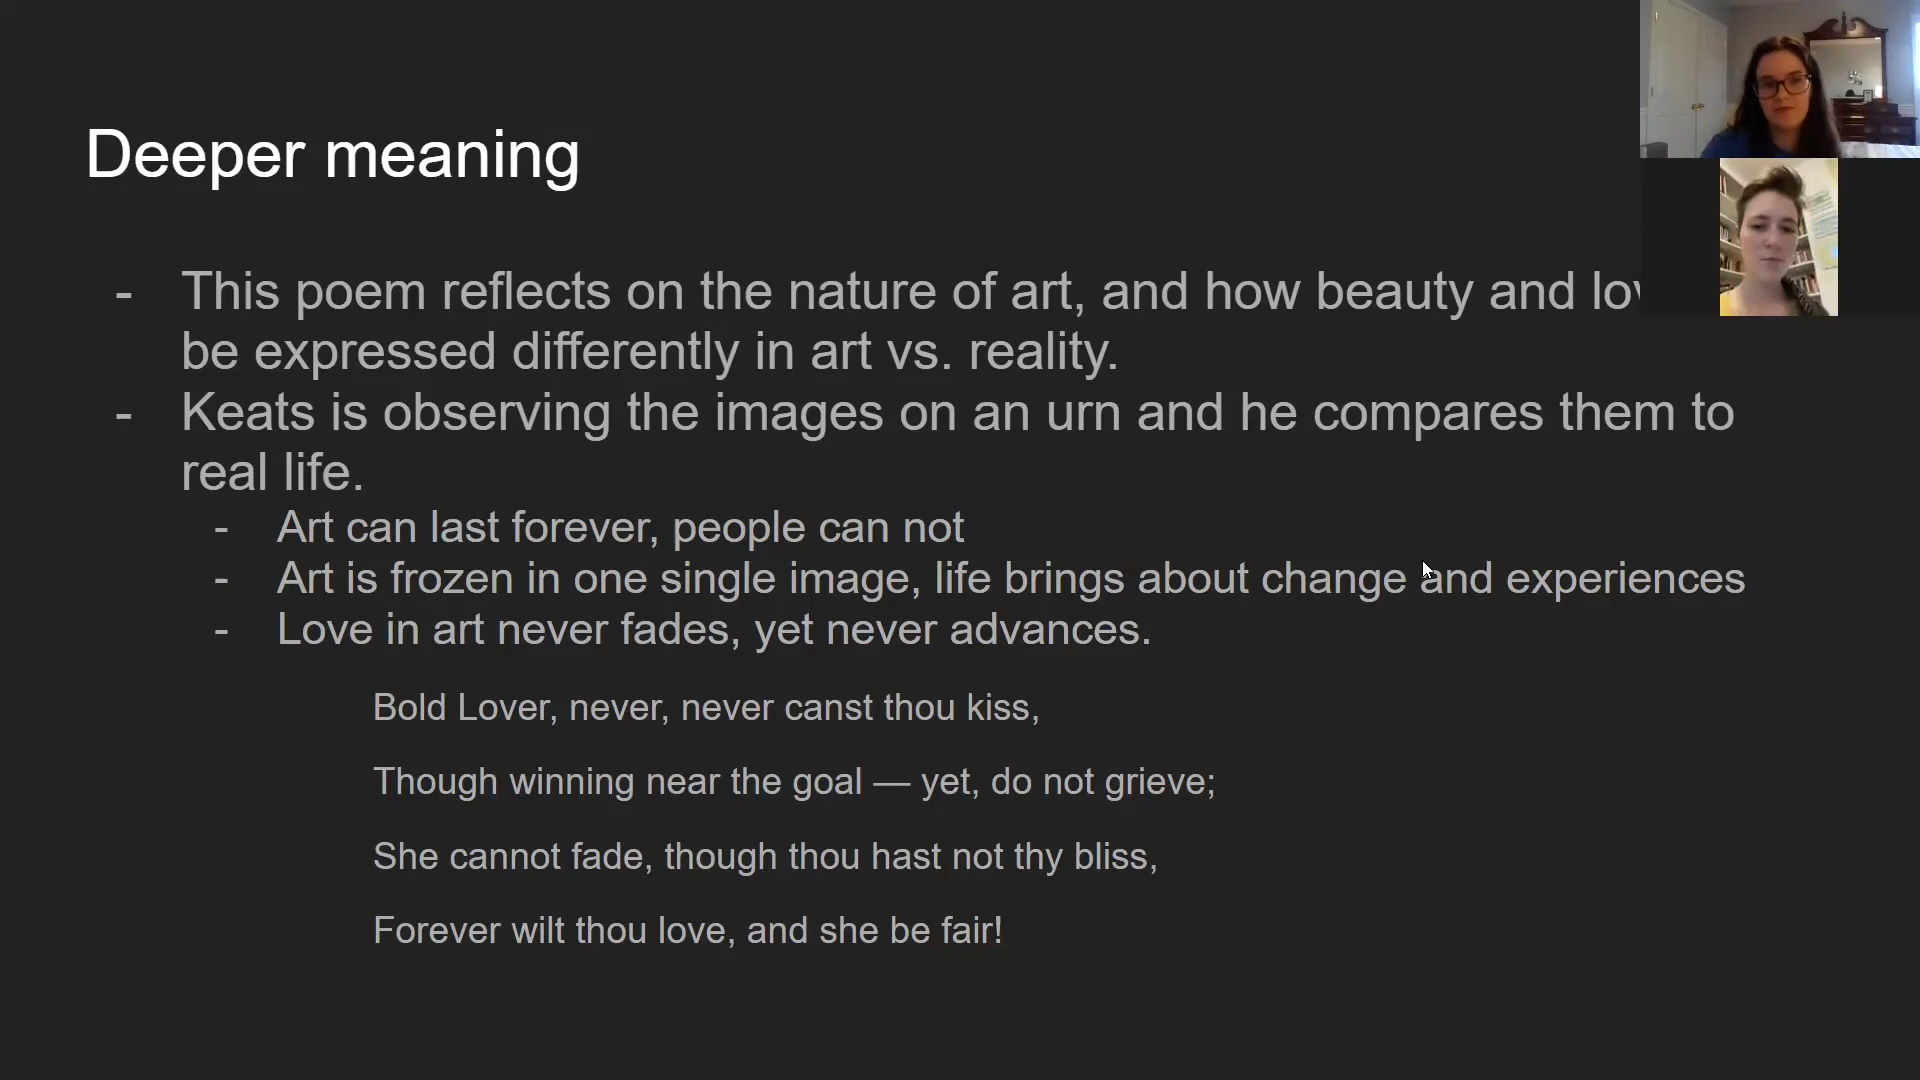 Deeper meaning
- This poem reflects on the nature of art, and how beauty and
be expressed differently in art vs. reality.
- Keats is observing the images on an urn and he compares them to
real life.
- Art can last forever, people can not
- Art is frozen in one single image, life brings about change and experiences
- Love in art never fades, yet never advances.
Bold Lover, never, never canst thou kiss,
Though winning near the goal — yet, do not grieve;
She cannot fade, though thou hast not thy bliss,
Forever wilt thou love, and she be fair!